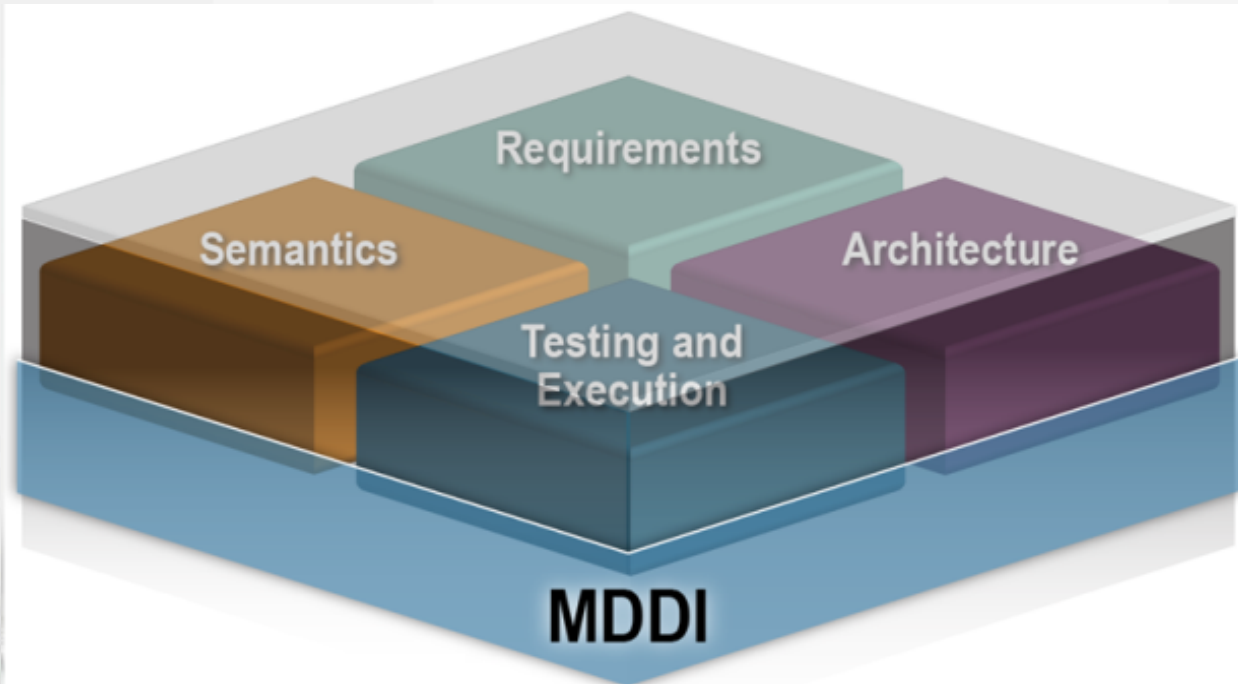 Requirements
Semantics
Architecture
Testing and
Execution
MDDI